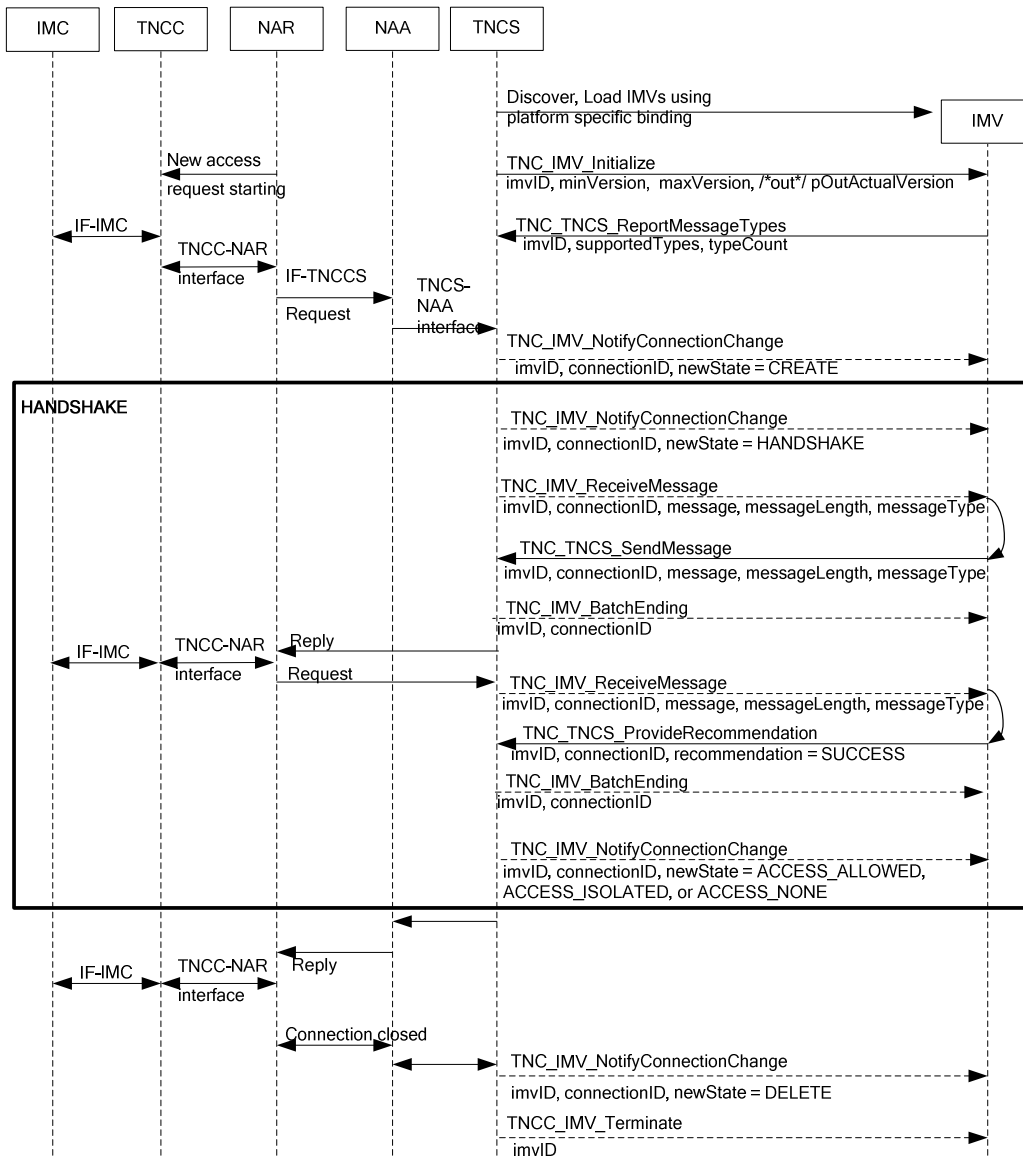 IMC
TNCC
NAR
NAA
TNCS
Discover, Load IMVs using
platform specific binding
IMV
New access
request starting
TNC_IMV_Initialize
imvID, minVersion, maxVersion, /*out*/ pOutActualVersion
IF-IMC
TNC_TNCS_ReportMessageTypes
imvID, supportedTypes, typeCount
TNCC-NAR
interface
IF-TNCCS
Request
TNCS-
NAA
interface
TNC_IMV_NotifyConnectionChange
imvID, connectionID, newState = CREATE
HANDSHAKE
TNC_IMV_NotifyConnectionChange
imvID, connectionID, newState = HANDSHAKE
TNC_IMV_ReceiveMessage
imvID, connectionID, message, messageLength, messageType
TNC_TNCS_SendMessage
imvID, connectionID, message, messageLength, messageType
TNC_IMV_BatchEnding
imvID, connectionID
IF-IMC
TNCC-NAR
interface
Reply
Request
TNC_IMV_ReceiveMessage
imvID, connectionID, message, messageLength, messageType
TNC_TNCS_ProvideRecommendation
imvID, connectionID, recommendation = SUCCESS
TNC_IMV_BatchEnding
imvID, connectionID
TNC_IMV_NotifyConnectionChange
imvID, connectionID, newState = ACCESS_ALLOWED,
ACCESS_ISOLATED, or ACCESS_NONE
IF-IMC
TNCC-NAR
interface
Reply
Connection closed
TNC_IMV_NotifyConnectionChange
imvID, connectionID, newState = DELETE
TNCC_IMV_Terminate
imvID